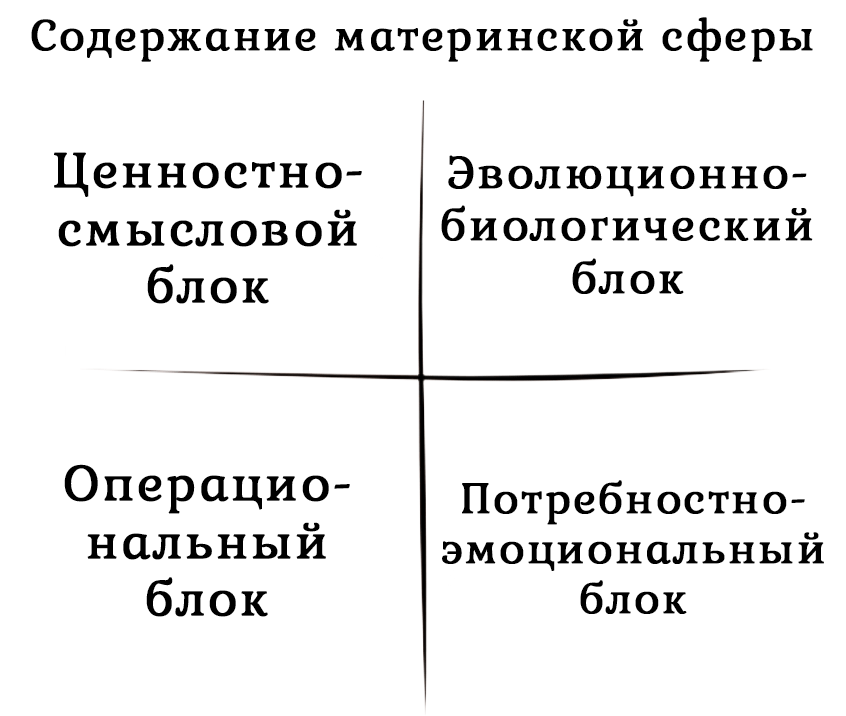 Содержание материнской сферы
Ценностно-
смысловой
блок
Эволюционно-
биологический
блок
Операцио-
нальный
блок
Потребностно-
эмоциональный
блок